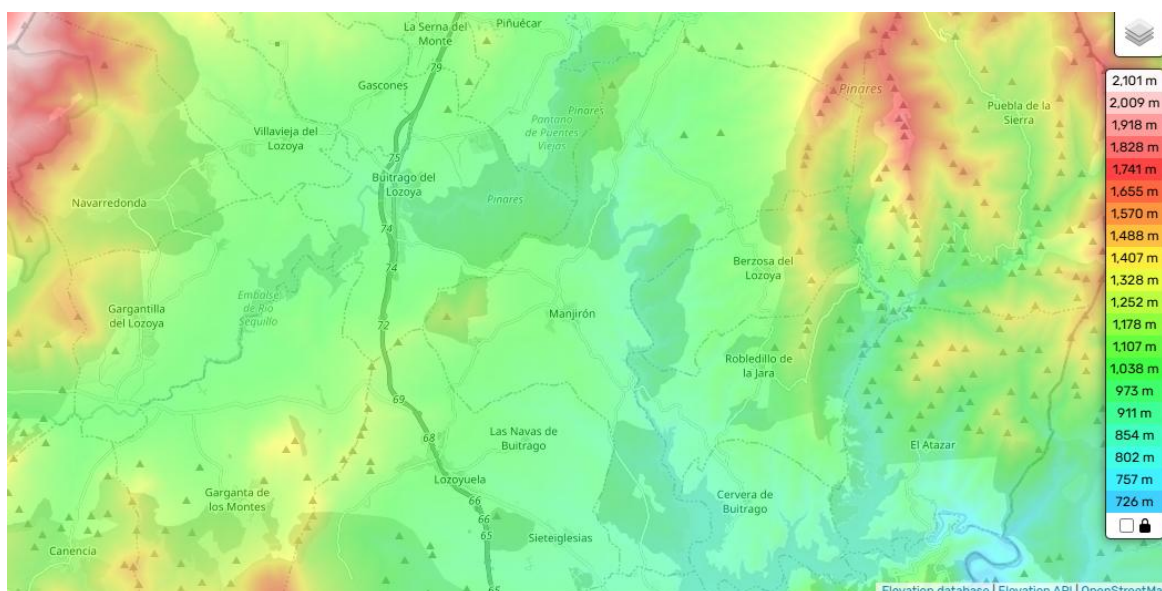 La Serna del
Monte
Piñuécar
79
Gascones
Pinares
Pantano
de Puentes
Viejas
Villavieja del
Lozoya
75
Buitrago del
Lozoya
Navarredonda
Pinares
74
Pinares
Puebla de la
Sierra
Berzosa del
Lozoya
74
Embalse
de Río
Sequillo
Gargantilla
del Lozoya
72
Manjirón
Robledillo de
la Jara
69
68
Las Navas de
Buitrago
El Atazar
Lozoyuela
Garganta de
los Montes
66
66
65
Cervera de
Buitrago
Sieteiglesias
Canencia
65
2,101 m
2,009 m
1,918 m
1,828 m
1,741 m
1,655 m
1,570 m
1,488 m
1,407 m
1,328 m
1,252 m
1,178 m
1,107 m
1,038 m
973 m
911 m
854 m
802 m
757 m
726 m
Elevation database | Elevation API | OpenStreetMa